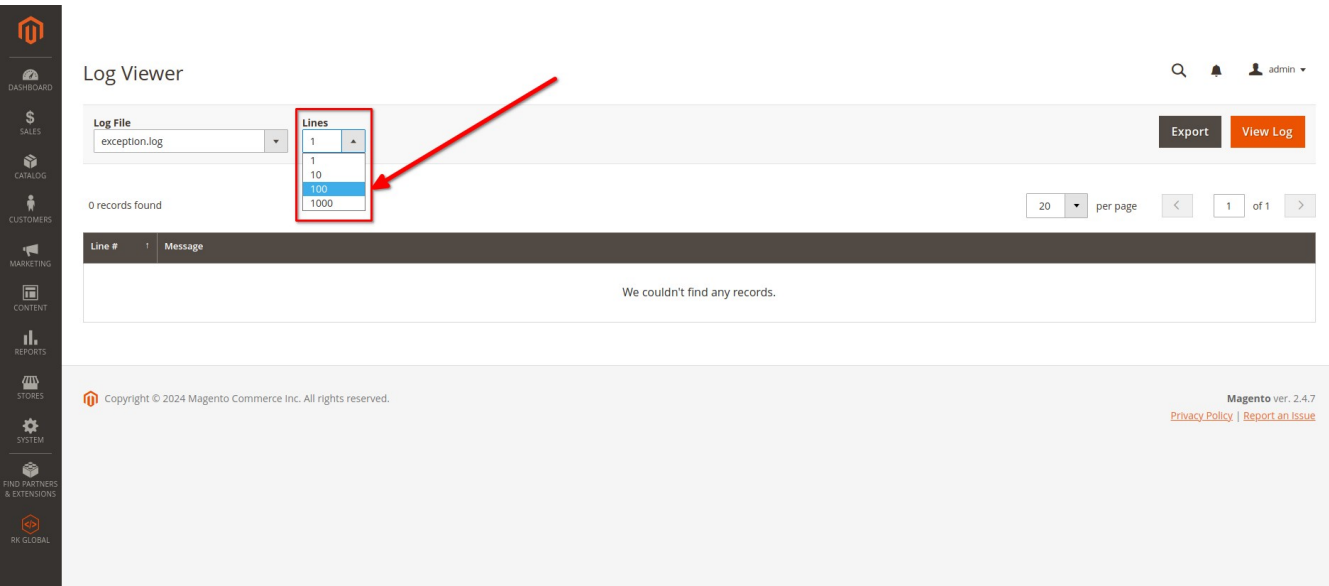 DASHBOARD
SALES
CATALOG
CUSTOMERS
MARKETING
CONTENT
REPORTS
STORES
SYSTEM
FIND PARTNERS
& EXTENSIONS
RK GLOBAL
Log Viewer
admin
Log File
exception.log
Lines
1
1
10
100
1000
Export
View Log
0 records found
20
per page
1
of 1
Line #
Message
We couldn't find any records.
Copyright © 2024 Magento Commerce Inc. All rights reserved.
Magento ver. 2.4.7
Privacy Policy | Report an Issue